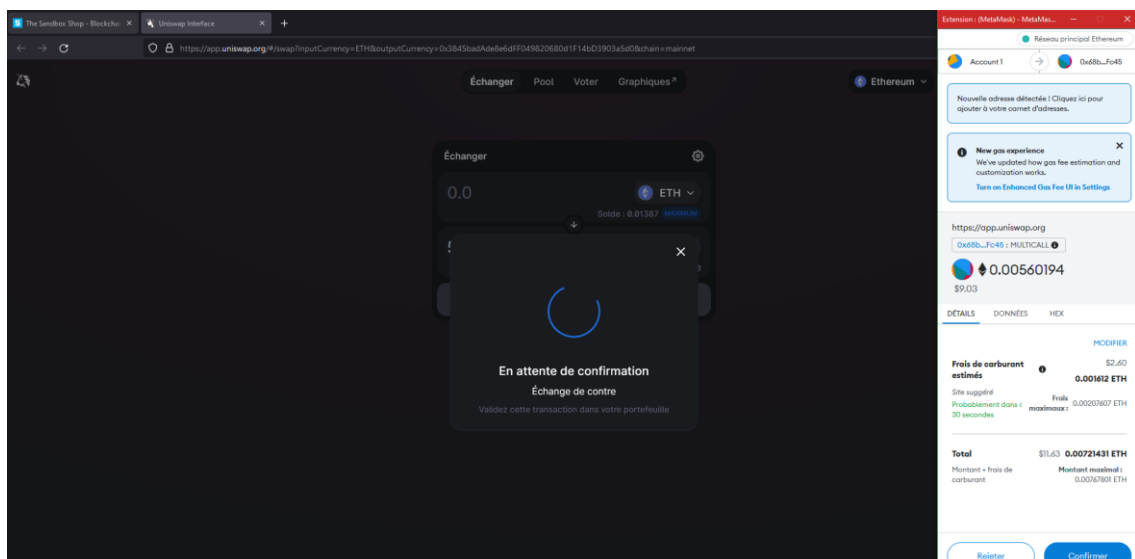 The Sandbox Shop - Blockchai
Uniswap Interface
https://app.uniswap.org/#/swap?inputCurrency=ETH&outputCurrency=0x3845badAde8e6dFF049820680d1F14bD3903a5d0&chain=mainnet
Échanger Pool Voter Graphiques↗
Ethereum
Échanger
0.0
ETH
Solde : 0.01387 MAXIMUM
En attente de confirmation
Échange de contre
Validez cette transaction dans votre portefeuille
Extension : (MetaMask) - MetaMas...
Réseau principal Ethereum
Account 1
0x68b...Fc45
Nouvelle adresse détectée ! Cliquez ici pour
ajouter à votre carnet d'adresses.
New gas experience
We've updated how gas fee estimation and
customization works.
Turn on Enhanced Gas Fee UI in Settings
https://app.uniswap.org
0x68b...Fc45 : MULTICALL
0.00560194
$9.03
DÉTAILS DONNÉES HEX
MODIFIER
Frais de carburant
estimés
$2.60
0.001612 ETH
Site suggéré
Probablement dans <
30 secondes
Frais
maximaux :
0.00207607 ETH
Total $11.63 0.00721431 ETH
Montant + frais de
carburant
Montant maximal :
0.00767801 ETH
Rejeter
Confirmer